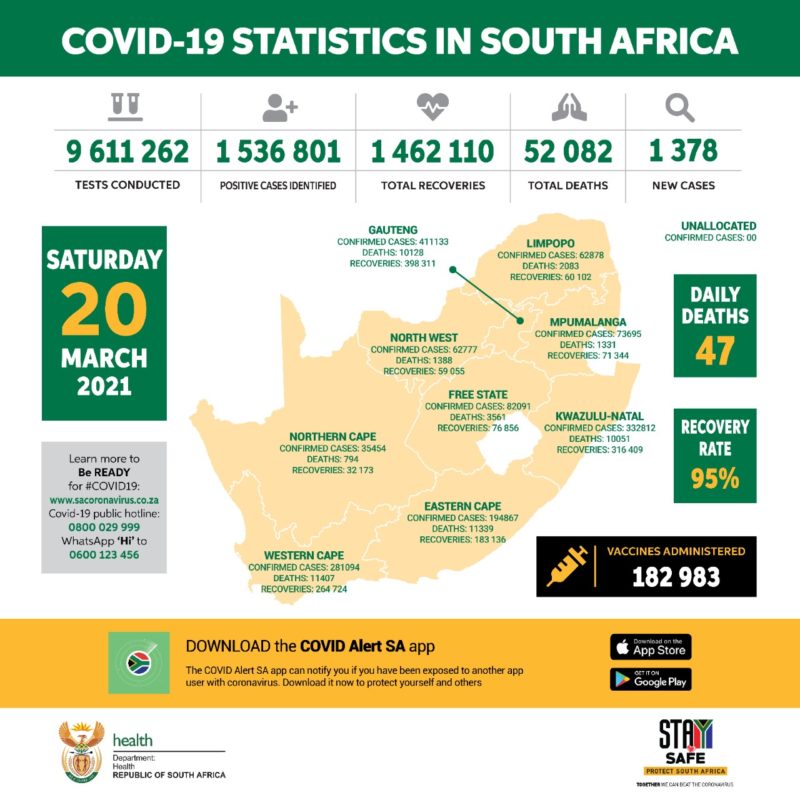 COVID-19 STATISTICS IN SOUTH AFRICA
9 611 262
TESTS CONDUCTED
1 536 801
POSITIVE CASES IDENTIFIED
1 462 110
TOTAL RECOVERIES
52 082
TOTAL DEATHS
1 378
NEW CASES
SATURDAY
20
MARCH
2021
GAUTENG
CONFIRMED CASES: 411133
DEATHS: 10128
RECOVERIES: 398 311
LIMPOPO
CONFIRMED CASES: 62878
DEATHS: 2083
RECOVERIES: 60 102
UNALLOCATED
CONFIRMED CASES: 00
MPUMALANGA
CONFIRMED CASES: 73695
DEATHS: 1331
RECOVERIES: 71 344
NORTH WEST
CONFIRMED CASES: 62777
DEATHS: 1388
RECOVERIES: 59 055
FREE STATE
CONFIRMED CASES: 82091
DEATHS: 3561
RECOVERIES: 76 856
KWAZULU-NATAL
CONFIRMED CASES: 332812
DEATHS: 10051
RECOVERIES: 316 409
NORTHERN CAPE
CONFIRMED CASES: 35454
DEATHS: 794
RECOVERIES: 32 173
EASTERN CAPE
CONFIRMED CASES: 194867
DEATHS: 11339
RECOVERIES: 183 136
WESTERN CAPE
CONFIRMED CASES: 281094
DEATHS: 11407
RECOVERIES: 264 724
DAILY
DEATHS
47
RECOVERY
RATE
95%
Learn more to
Be READY
for #COVID19:
www.sacoronavirus.co.za
Covid-19 public hotline:
0800 029 999
WhatsApp 'Hi' to
0600 123 456
VACCINES ADMINISTERED
182 983
DOWNLOAD the COVID Alert SA app
The COVID Alert SA app can notify you if you have been exposed to another app
user with coronavirus. Download it now to protect yourself and others
Download on the
App Store
GET IT ON
Google Play
health
Department:
Health
REPUBLIC OF SOUTH AFRICA
STAY
SAFE
PROTECT SOUTH AFRICA
TOGETHER WE CAN BEAT THE CORONAVIRUS